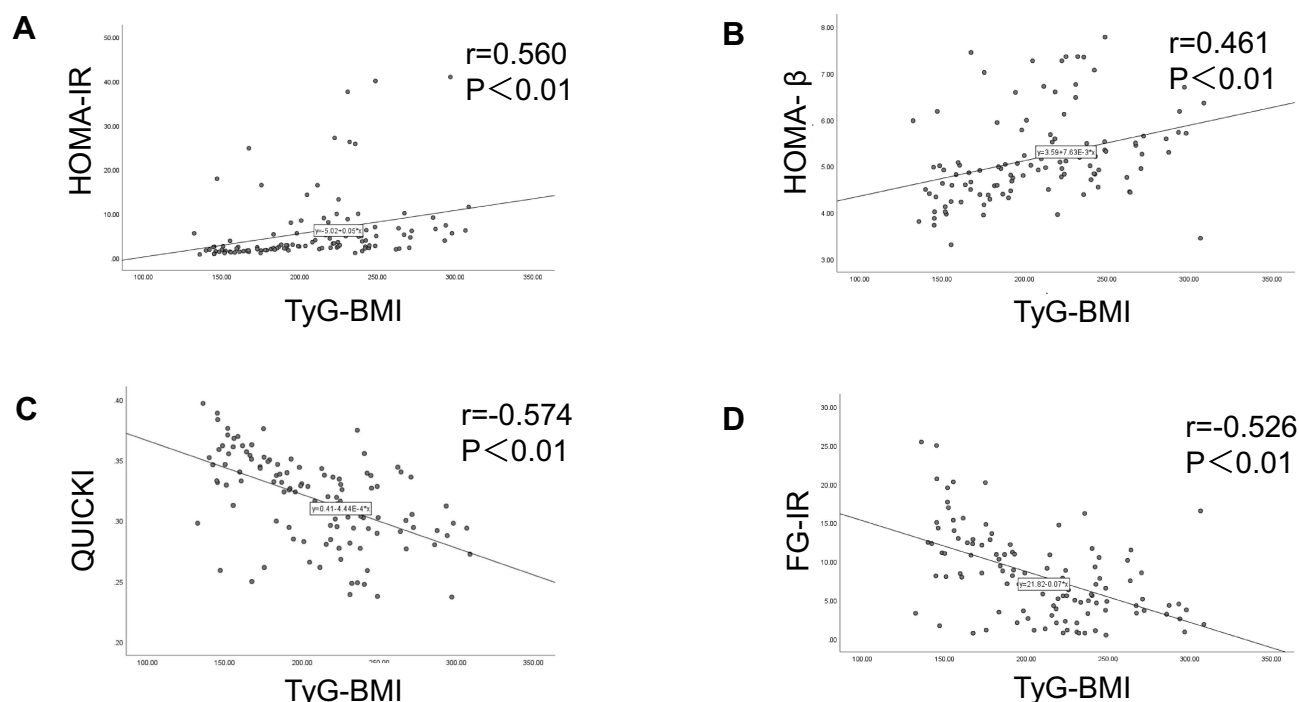 A
HOMA-IR
50.00
40.00
30.00
20.00
10.00
.00
r=0.560
P＜0.01
y=-5.02+0.05*x
100.00 150.00 200.00 250.00 300.00 350.00
TyG-BMI
B
HOMA- β
8.00
7.00
6.00
5.00
4.00
3.00
r=0.461
P＜0.01
y=3.59+7.63E-3*x
100.00 150.00 200.00 250.00 300.00 350.00
TyG-BMI
C
QUICKI
.40
.35
.30
.25
.20
r=-0.574
P＜0.01
y=0.41-4.44E-4*x
100.00 150.00 200.00 250.00 300.00 350.00
TyG-BMI
D
FG-IR
30.00
25.00
20.00
15.00
10.00
5.00
.00
r=-0.526
P＜0.01
y=21.82-0.07*x
100.00 150.00 200.00 250.00 300.00 350.00
TyG-BMI